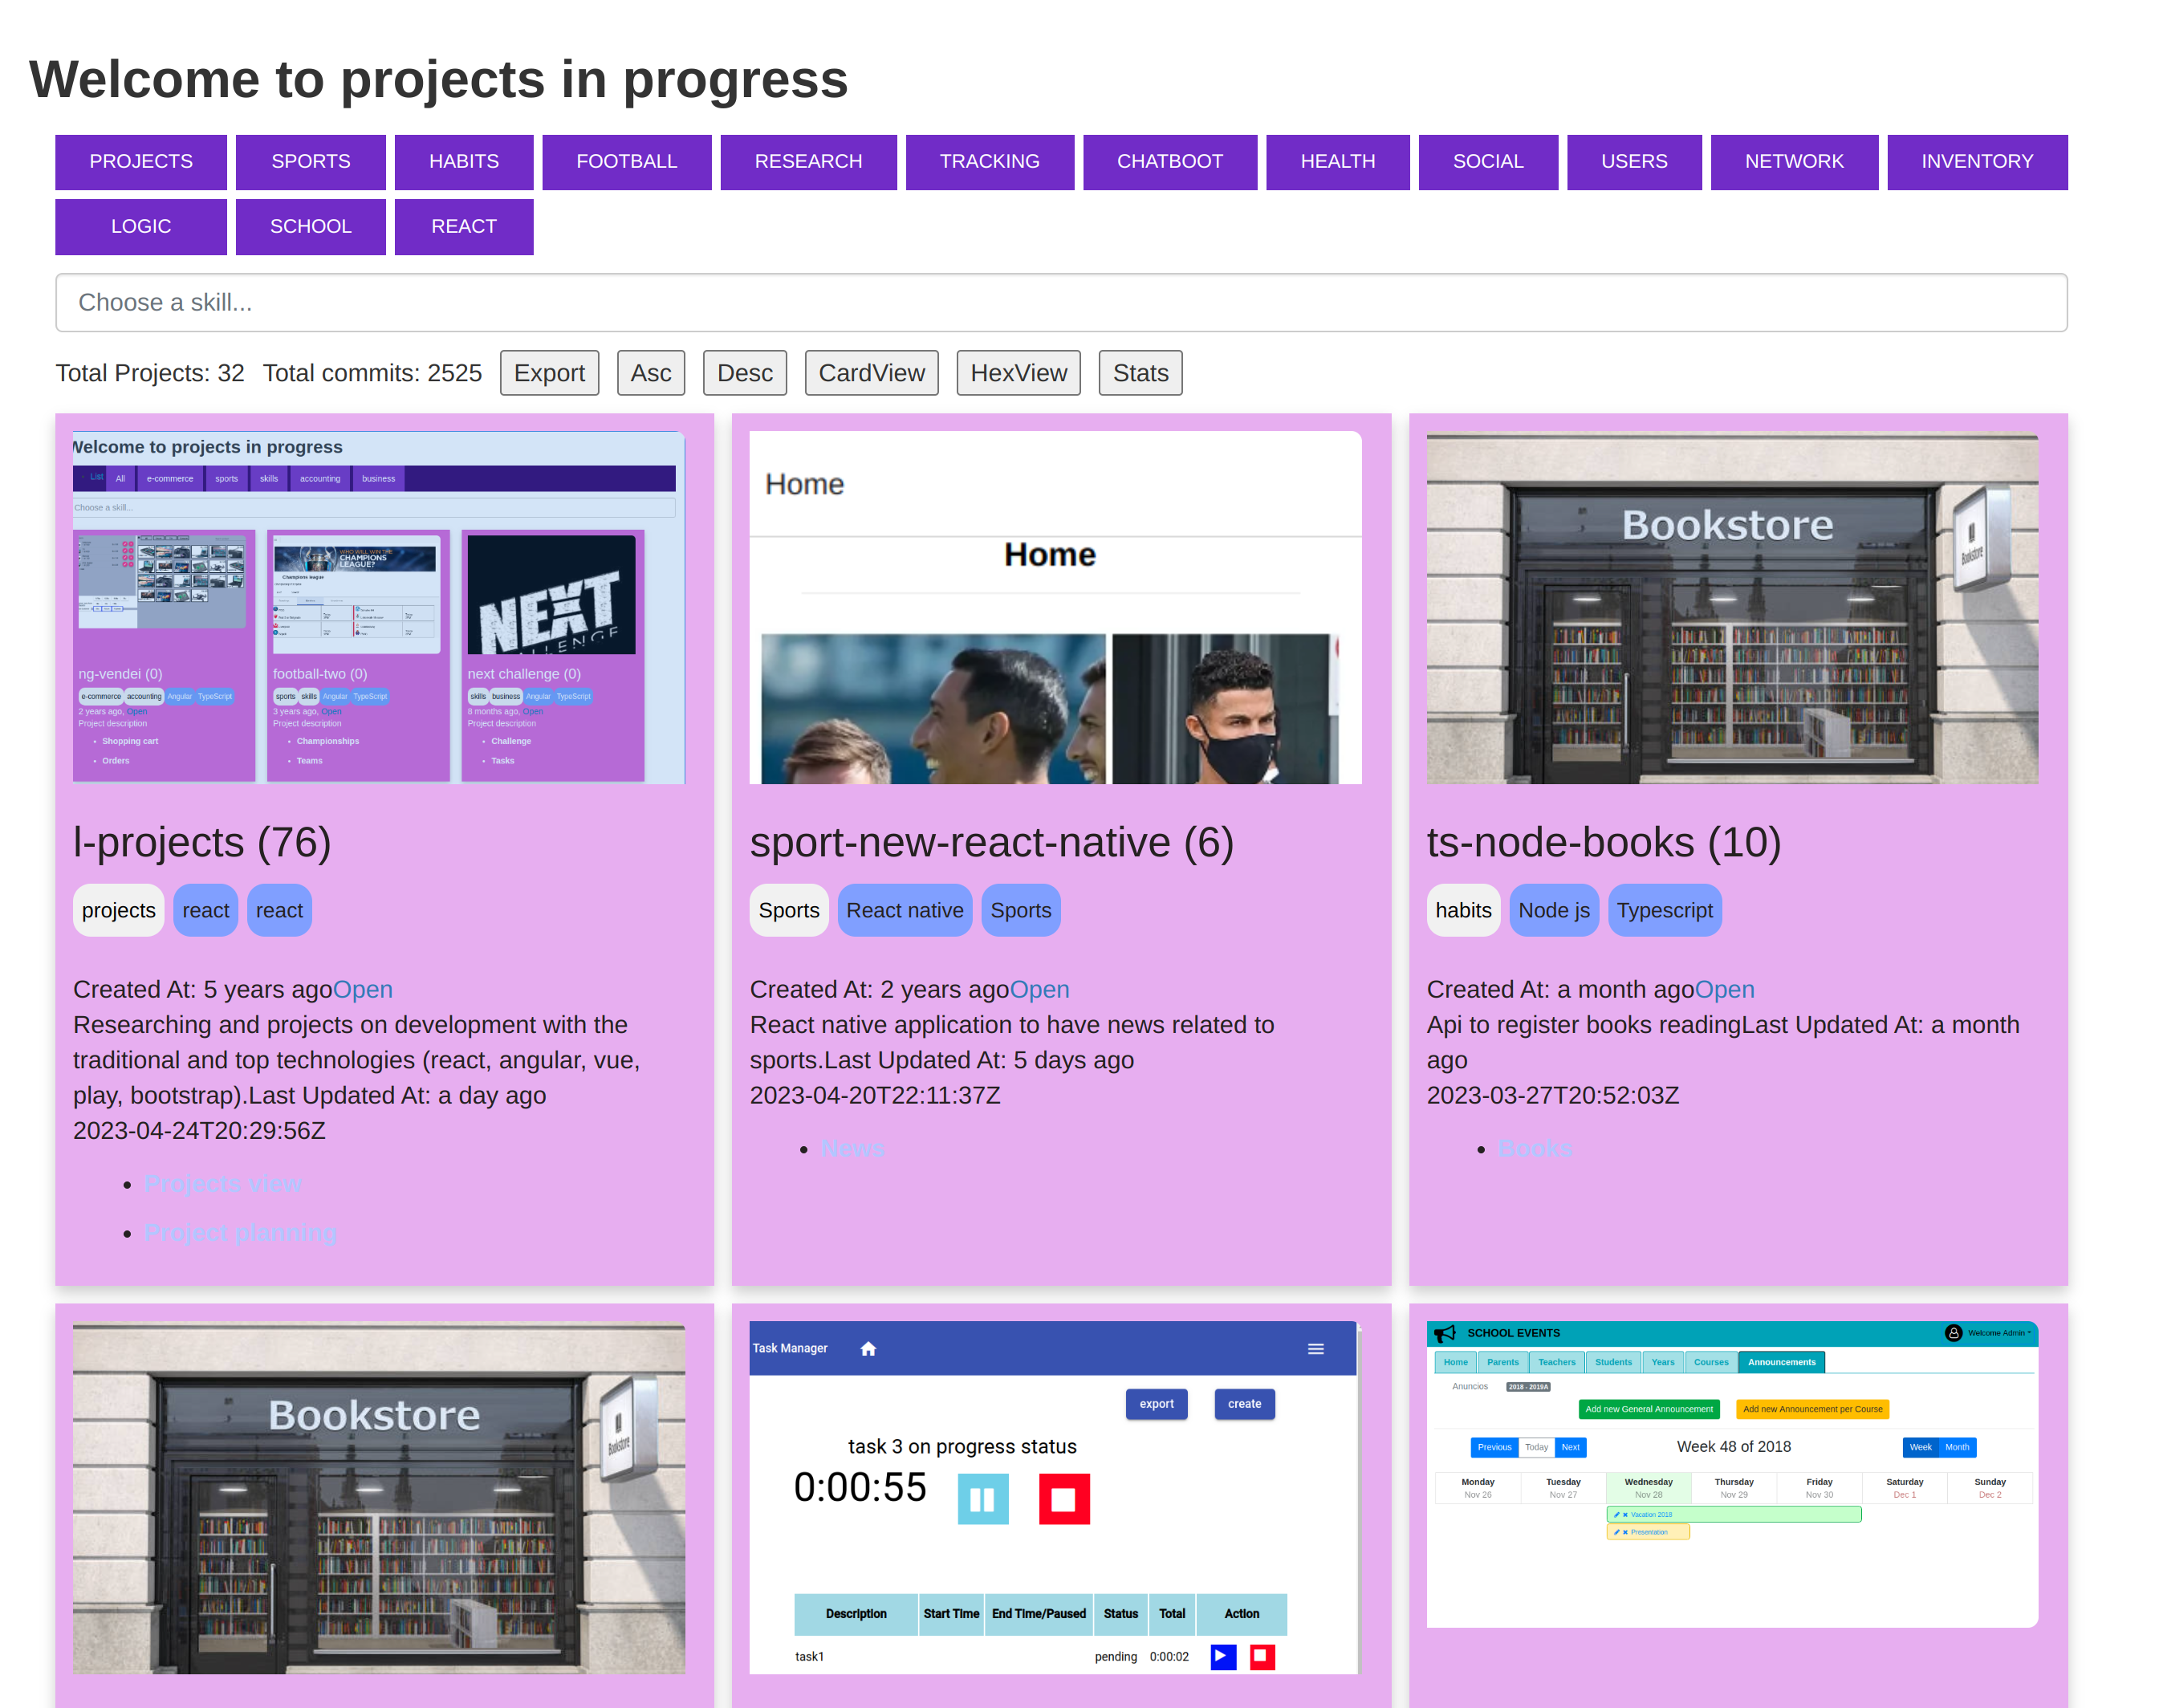 Welcome to projects in progress
PROJECTS SPORTS HABITS FOOTBALL RESEARCH TRACKING CHATBOOT HEALTH SOCIAL USERS NETWORK INVENTORY
LOGIC SCHOOL REACT
Choose a skill...
Total Projects: 32 Total commits: 2525 Export Asc Desc CardView HexView Stats
Welcome to projects in progress
List All e-commerce sports skills accounting business
Choose a skill...
WHO WILL WIN THE
CHAMPIONS
LEAGUE?
Champions league
NEXT
CHALLENGE
ng-vendei (0) football-two (0) next challenge (0)
e-commerce accounting Angular TypeScript sports skills Angular TypeScript skills business Angular TypeScript
2 years ago, Open 3 years ago, Open 8 months ago, Open
Project description Project description Project description
Shopping cart Championships Challenge
Orders Teams Tasks
l-projects (76)
projects react react
Created At: 5 years agoOpen
Researching and projects on development with the
traditional and top technologies (react, angular, vue,
play, bootstrap).Last Updated At: a day ago
2023-04-24T20:29:56Z
Projects view
Project planning
Home
Home
sport-new-react-native (6)
Sports React native Sports
Created At: 2 years agoOpen
React native application to have news related to
sports.Last Updated At: 5 days ago
2023-04-20T22:11:37Z
News
Bookstore
Bookstore
ts-node-books (10)
habits Node js Typescript
Created At: a month agoOpen
Api to register books readingLast Updated At: a month
ago
2023-03-27T20:52:03Z
Books
Bookstore
Bookstore
Task Manager
export create
task 3 on progress status
0:00:55
Description Start Time End Time/Paused Status Total Action
task1 pending 0:00:02
SCHOOL EVENTS Welcome Admin
Home Parents Teachers Students Years Courses Announcements
Anuncios 2018 - 2019A
Add new General Announcement Add new Announcement per Course
Previous Today Next Week 48 of 2018 Week Month
Monday Tuesday Wednesday Thursday Friday Saturday Sunday
Nov 26 Nov 27 Nov 28 Nov 29 Nov 30 Dec 1 Dec 2
Vacation 2018
Presentation